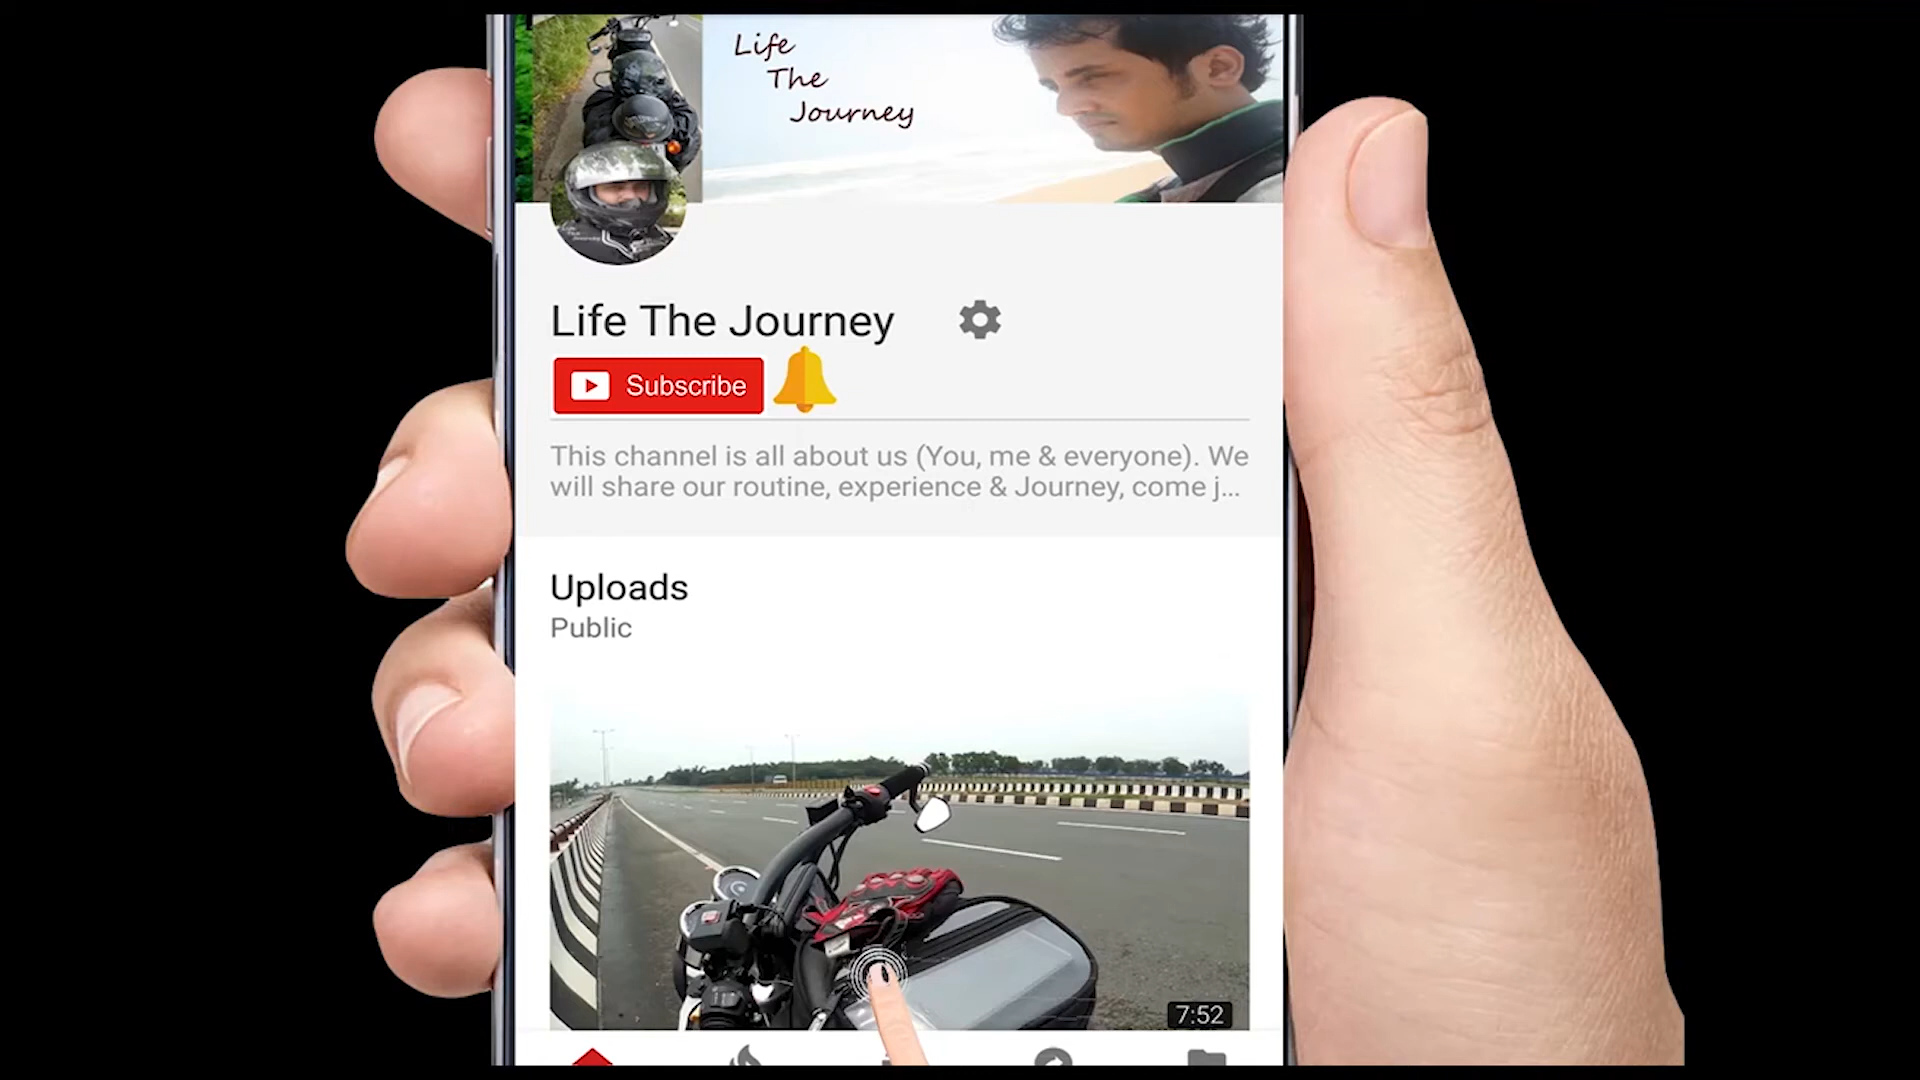 Life
The
Journey
Life The Journey
Subscribe
This channel is all about us (You, me & everyone). We
will share our routine, experience & Journey, come j...
Uploads
Public
7:52